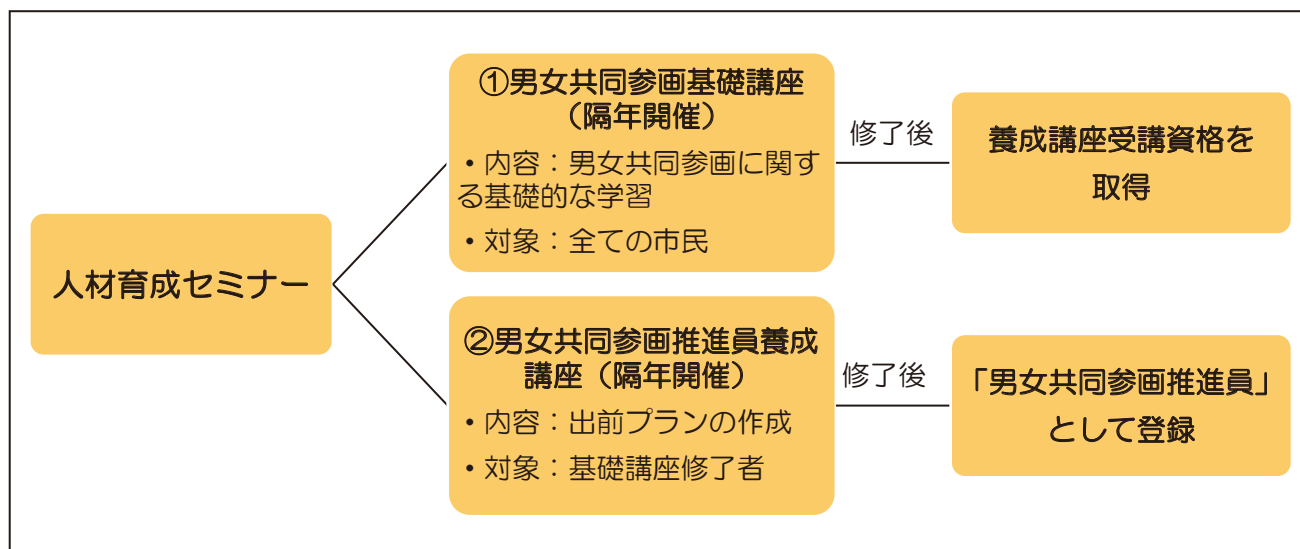 人材育成セミナー
①男女共同参画基礎講座
（隔年開催）
・内容：男女共同参画に関す
る基礎的な学習
・対象：全ての市民
修了後
養成講座受講資格を
取得
②男女共同参画推進員養成
講座（隔年開催）
・内容：出前プランの作成
・対象：基礎講座修了者
修了後
「男女共同参画推進員」
として登録